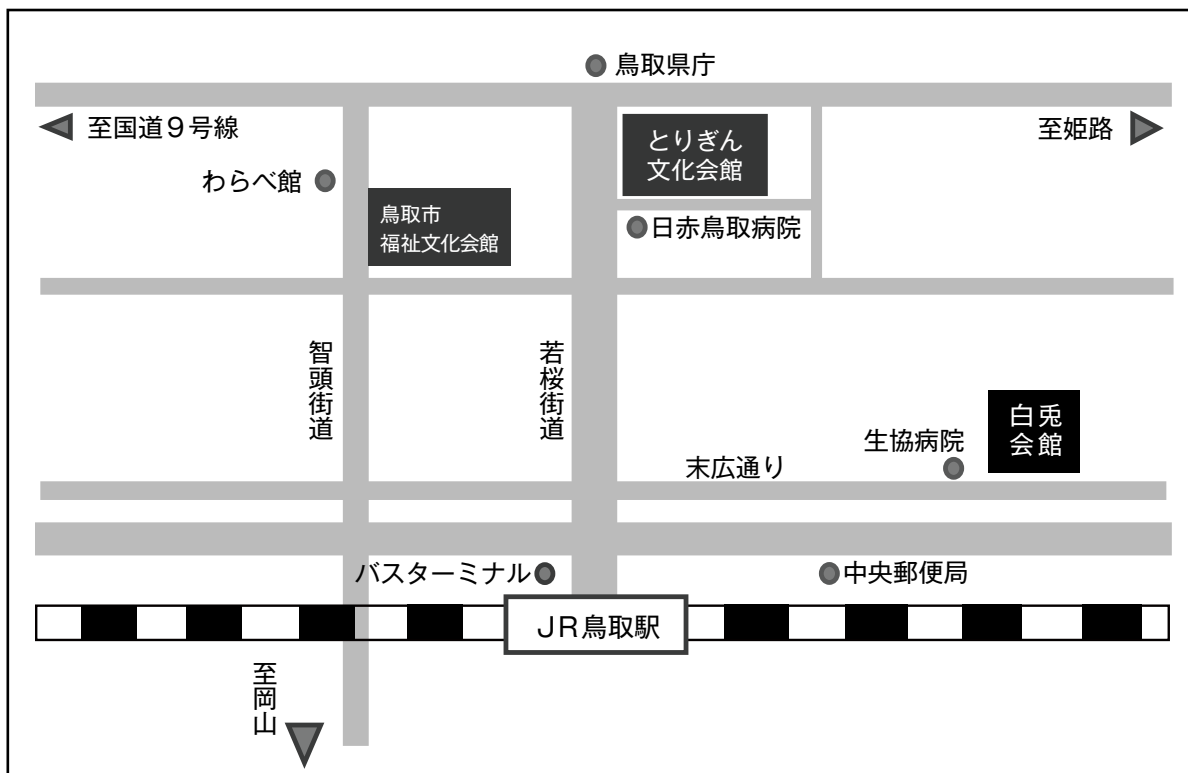 鳥取県庁
至国道9号線
とりぎん
文化会館
至姫路
わらべ館
鳥取市
福祉文化会館
日赤鳥取病院
智頭街道
若桜街道
白兎
会館
生協病院
末広通り
バスターミナル
中央郵便局
JR鳥取駅
至岡山